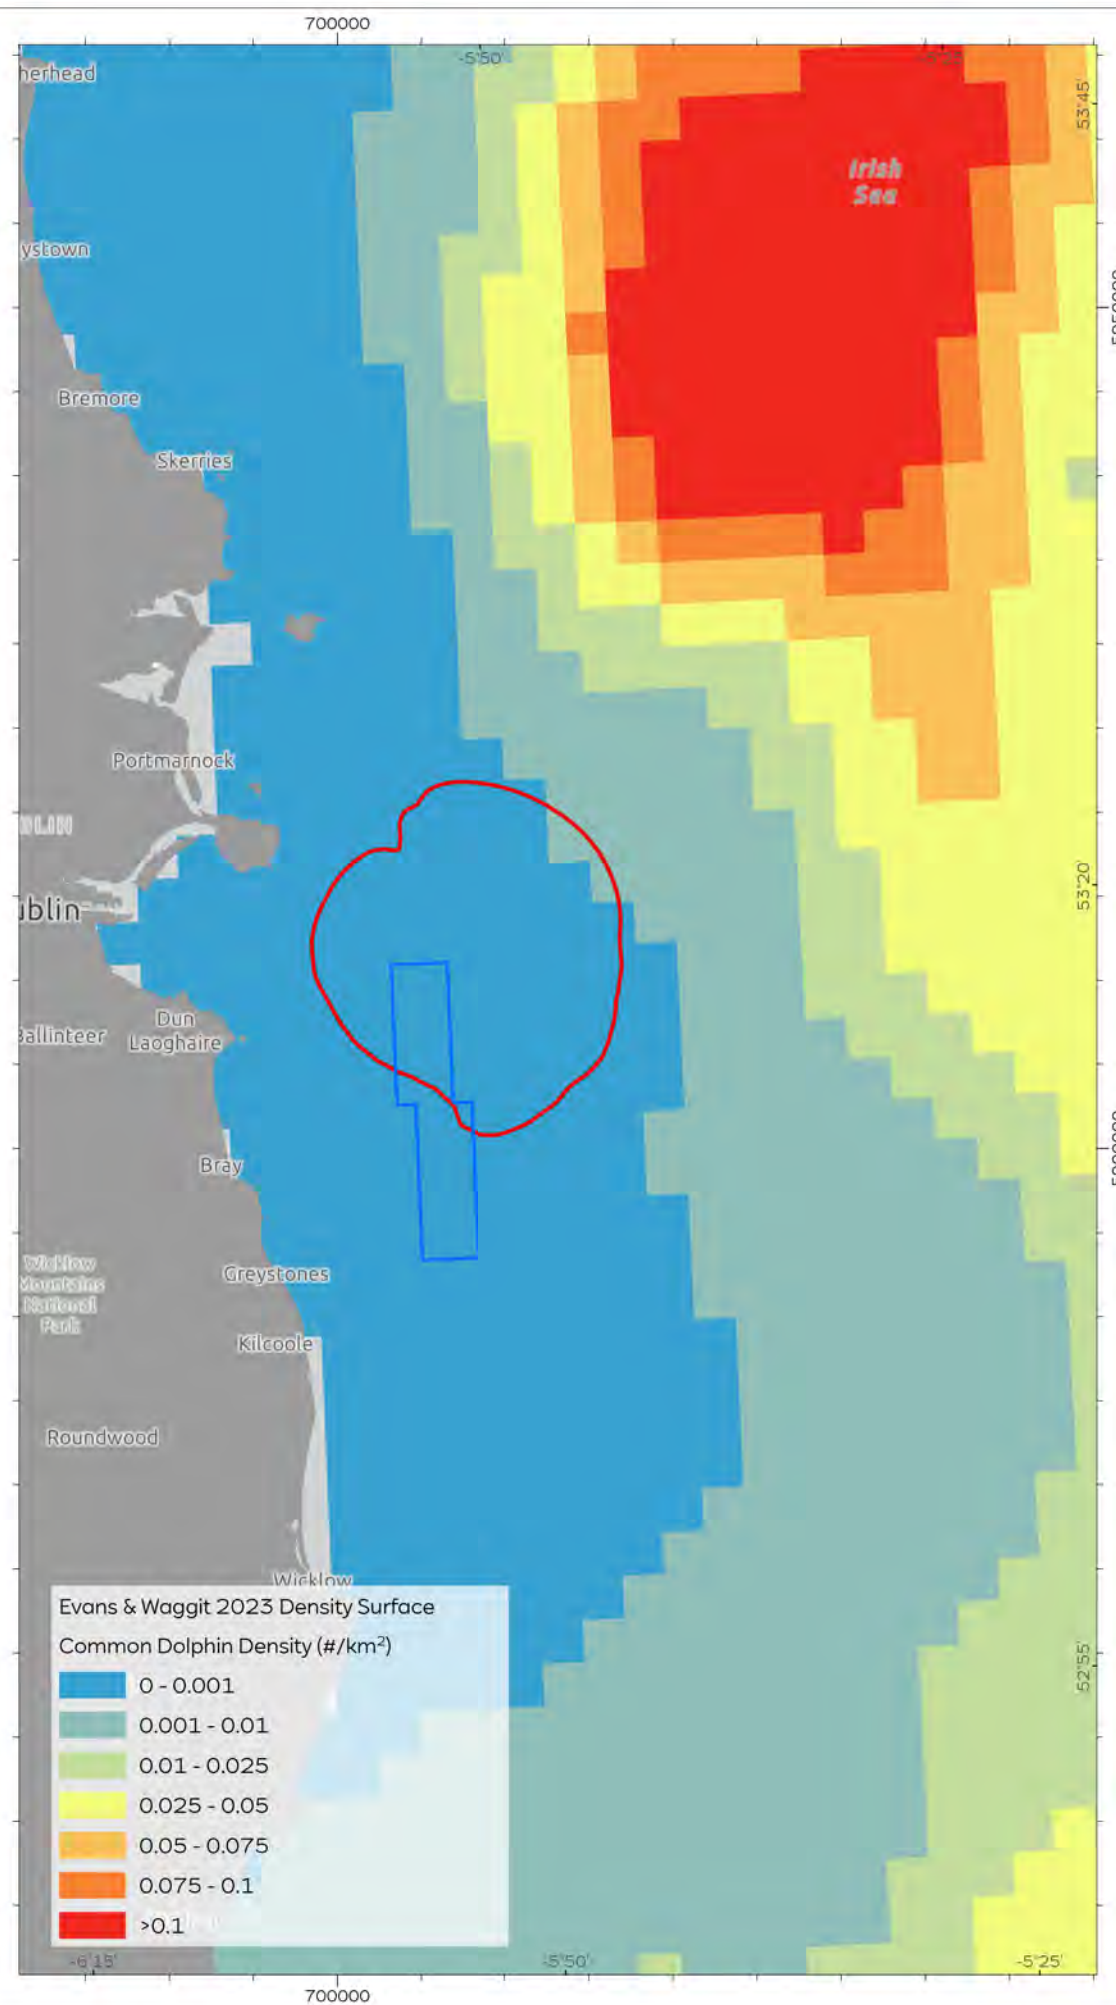 700000
-5°50'
-5°25'
herhead
53°45'
Irish
Sea
ystown
Bremore
Skerries
Portmarnock
BLIN
53°20'
ublin
Dun
Laoghaire
Ballinteer
Bray
Wicklow
Mountains
National
Park
Greystones
Kilcoole
Roundwood
Wicklow
Evans & Waggit 2023 Density Surface
Common Dolphin Density (#/km²)
0 - 0.001
0.001 - 0.01
0.01 - 0.025
0.025 - 0.05
0.05 - 0.075
0.075 - 0.1
>0.1
52°55'
-6°15'
-5°50'
-5°25'
700000